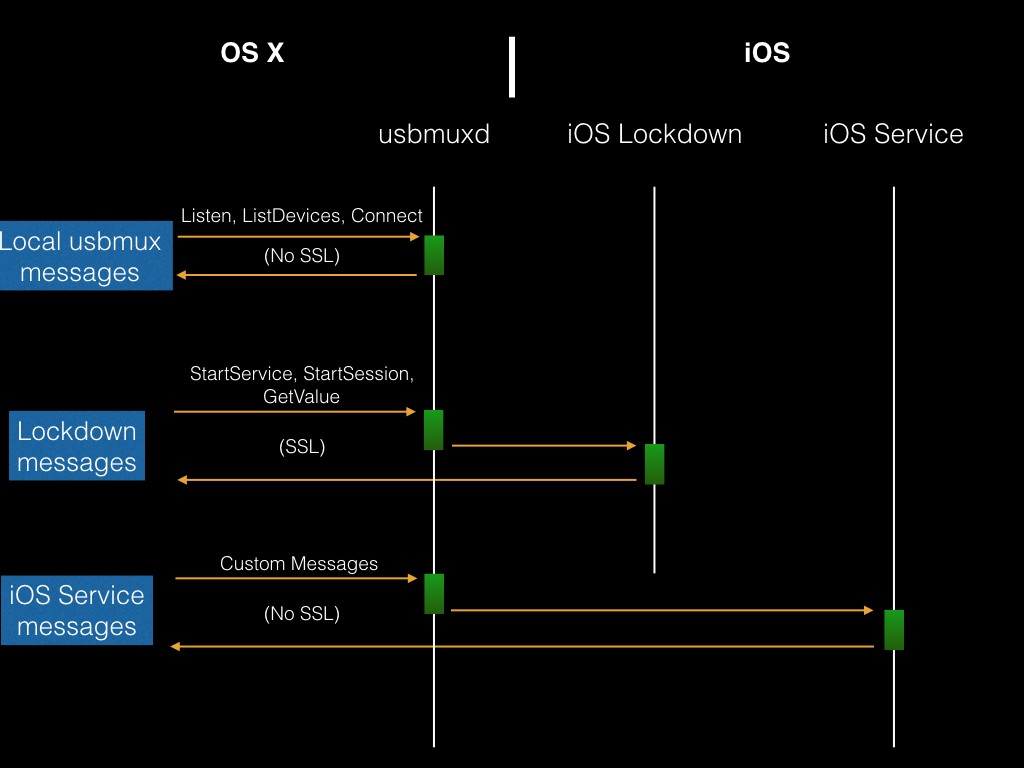 OS X
iOS
usbmuxd
iOS Lockdown
iOS Service
Local usbmux
messages
Listen, ListDevices, Connect
(No SSL)
Lockdown
messages
StartService, StartSession,
GetValue
(SSL)
iOS Service
messages
Custom Messages
(No SSL)